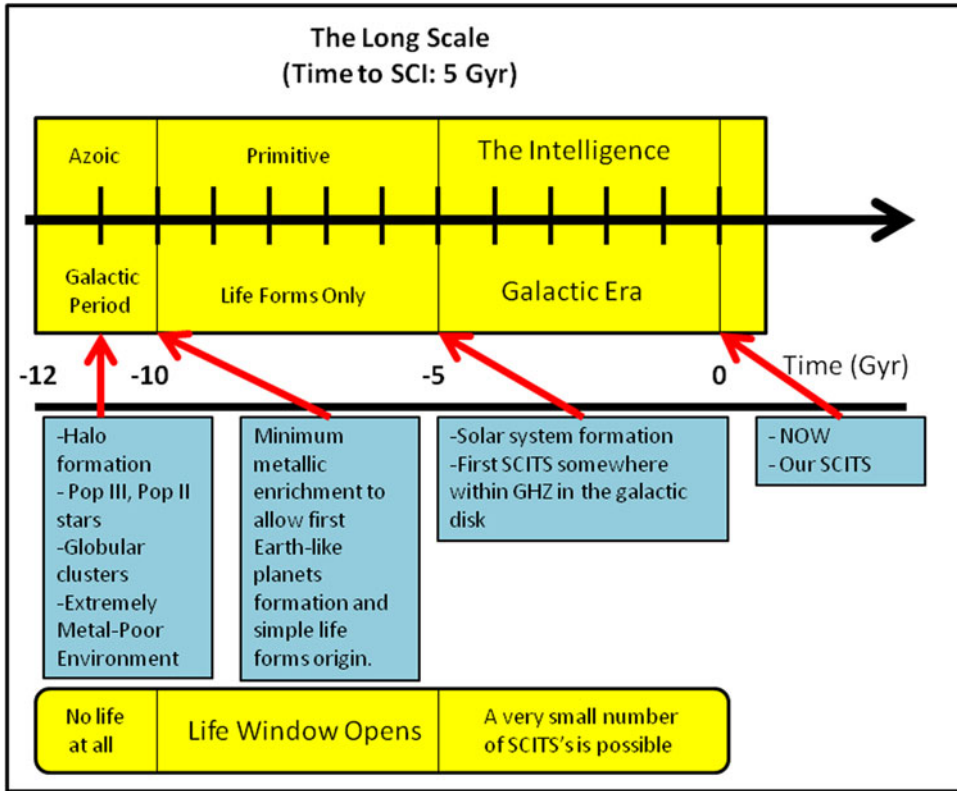 The Long Scale
(Time to SCI: 5 Gyr)
Azoic
Primitive
The Intelligence
Galactic
Period
Life Forms Only
Galactic Era
-12
-10
-5
0
Time (Gyr)
-Halo
formation
- Pop III, Pop II
stars
-Globular
clusters
-Extremely
Metal-Poor
Environment
Minimum
metallic
enrichment to
allow first
Earth-like
planets
formation and
simple life
forms origin.
-Solar system formation
-First SCITS somewhere
within GHZ in the galactic
disk
- NOW
- Our SCITS
No life
at all
Life Window Opens
A very small number
of SCITS's is possible